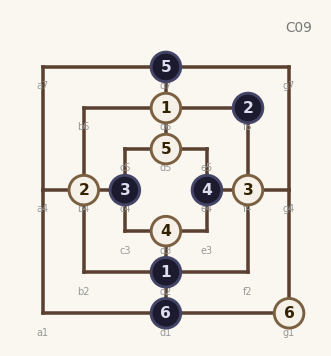 C09
5
a7 d7 g7
1 2
b6 d6 f6
5
c5 d5 e5
2 3 4 3
a4 b4 c4 e4 f4 g4
4
c3 d3 e3
1
b2 d2 f2
6 6
a1 d1 g1